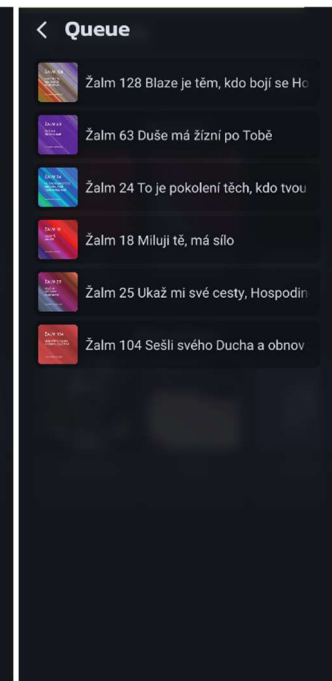 Queue
Žalm 128 Blaze je těm, kdo bojí se Ho
Žalm 63 Duše má žízní po Tobě
Žalm 24 To je pokolení těch, kdo tvou
Žalm 18 Miluji tě, má sílo
Žalm 25 Ukaž mi své cesty, Hospodin
Žalm 104 Sešli svého Ducha a obnov